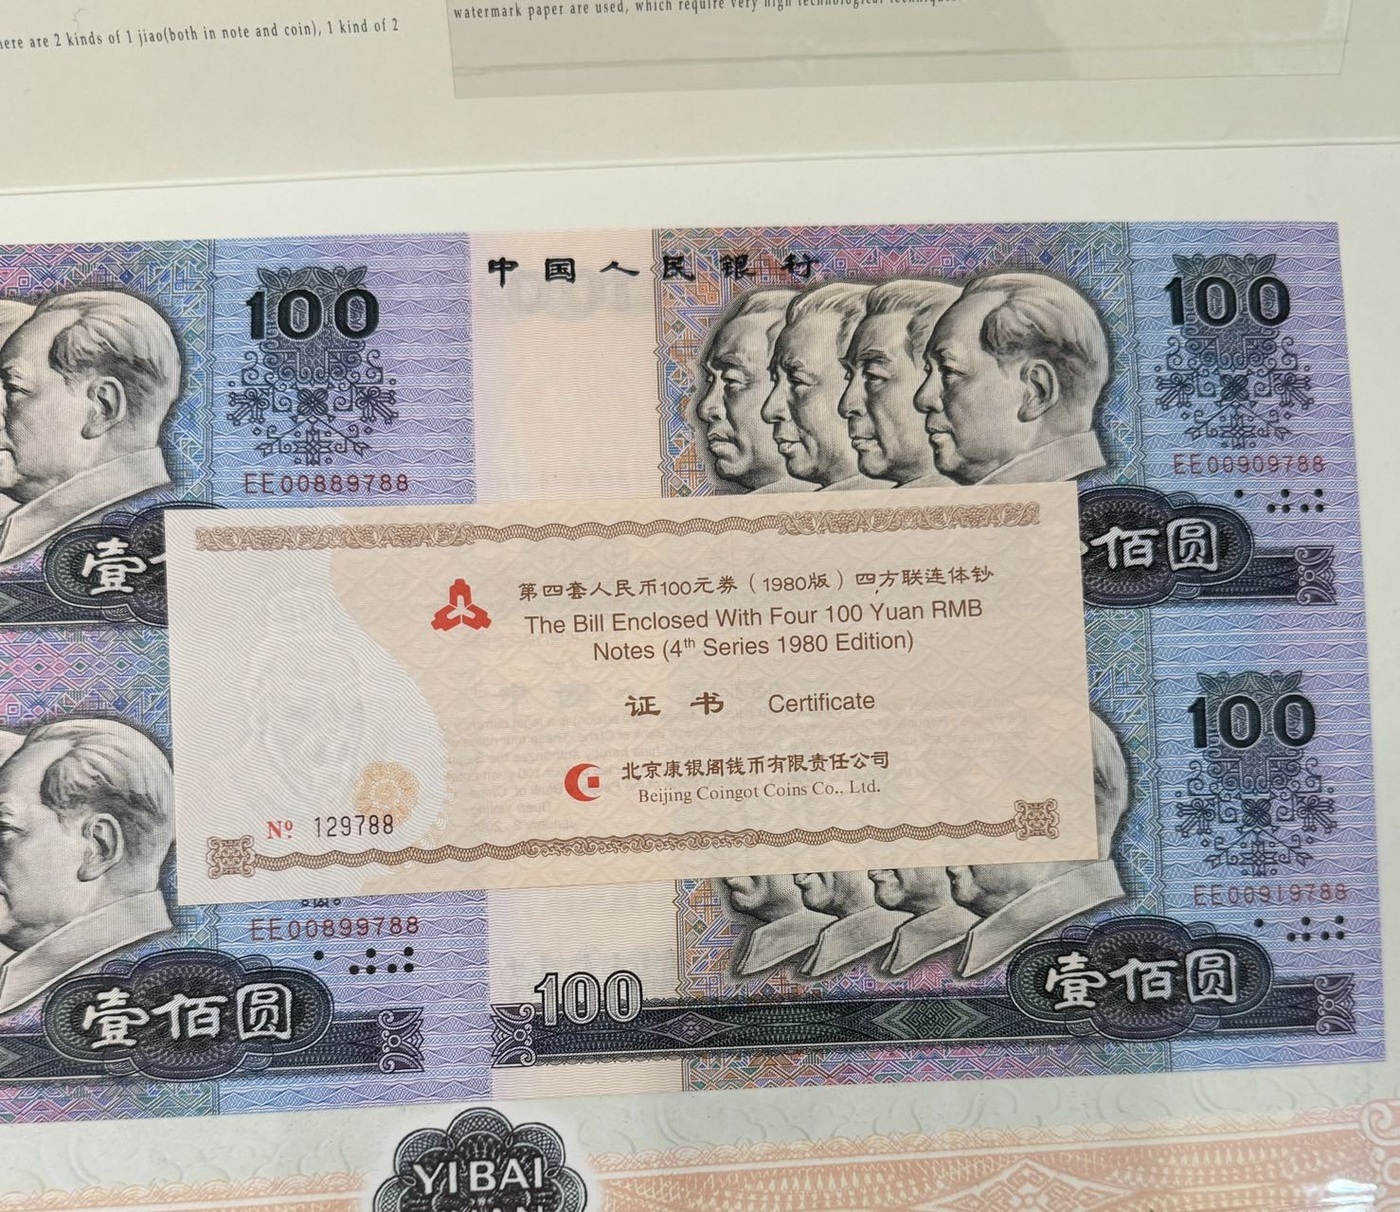 here are 2 kinds of 1 jiao(both in note and coin), 1 kind of 2
watermark paper are used, which require very high technological
中国人民银行
100
100
EE00889788
EE00909788
壹
佰圆
第四套人民币100元券（1980版）四方联连体钞
The Bill Enclosed With Four 100 Yuan RMB
Notes (4th Series 1980 Edition)
证书 Certificate
北京康银阁钱币有限责任公司
Beijing Coingot Coins Co., Ltd.
Nº 129788
100
EE00899788
EE00919788
壹佰圆
100
壹佰圆
YI BAI